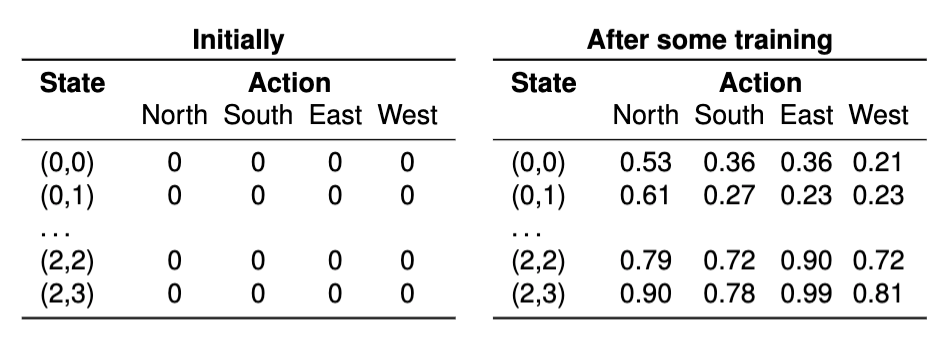 Initially
State Action
North South East West
(0,0) 0 0 0 0
(0,1) 0 0 0 0
...
(2,2) 0 0 0 0
(2,3) 0 0 0 0
After some training
State Action
North South East West
(0,0) 0.53 0.36 0.36 0.21
(0,1) 0.61 0.27 0.23 0.23
...
(2,2) 0.79 0.72 0.90 0.72
(2,3) 0.90 0.78 0.99 0.81